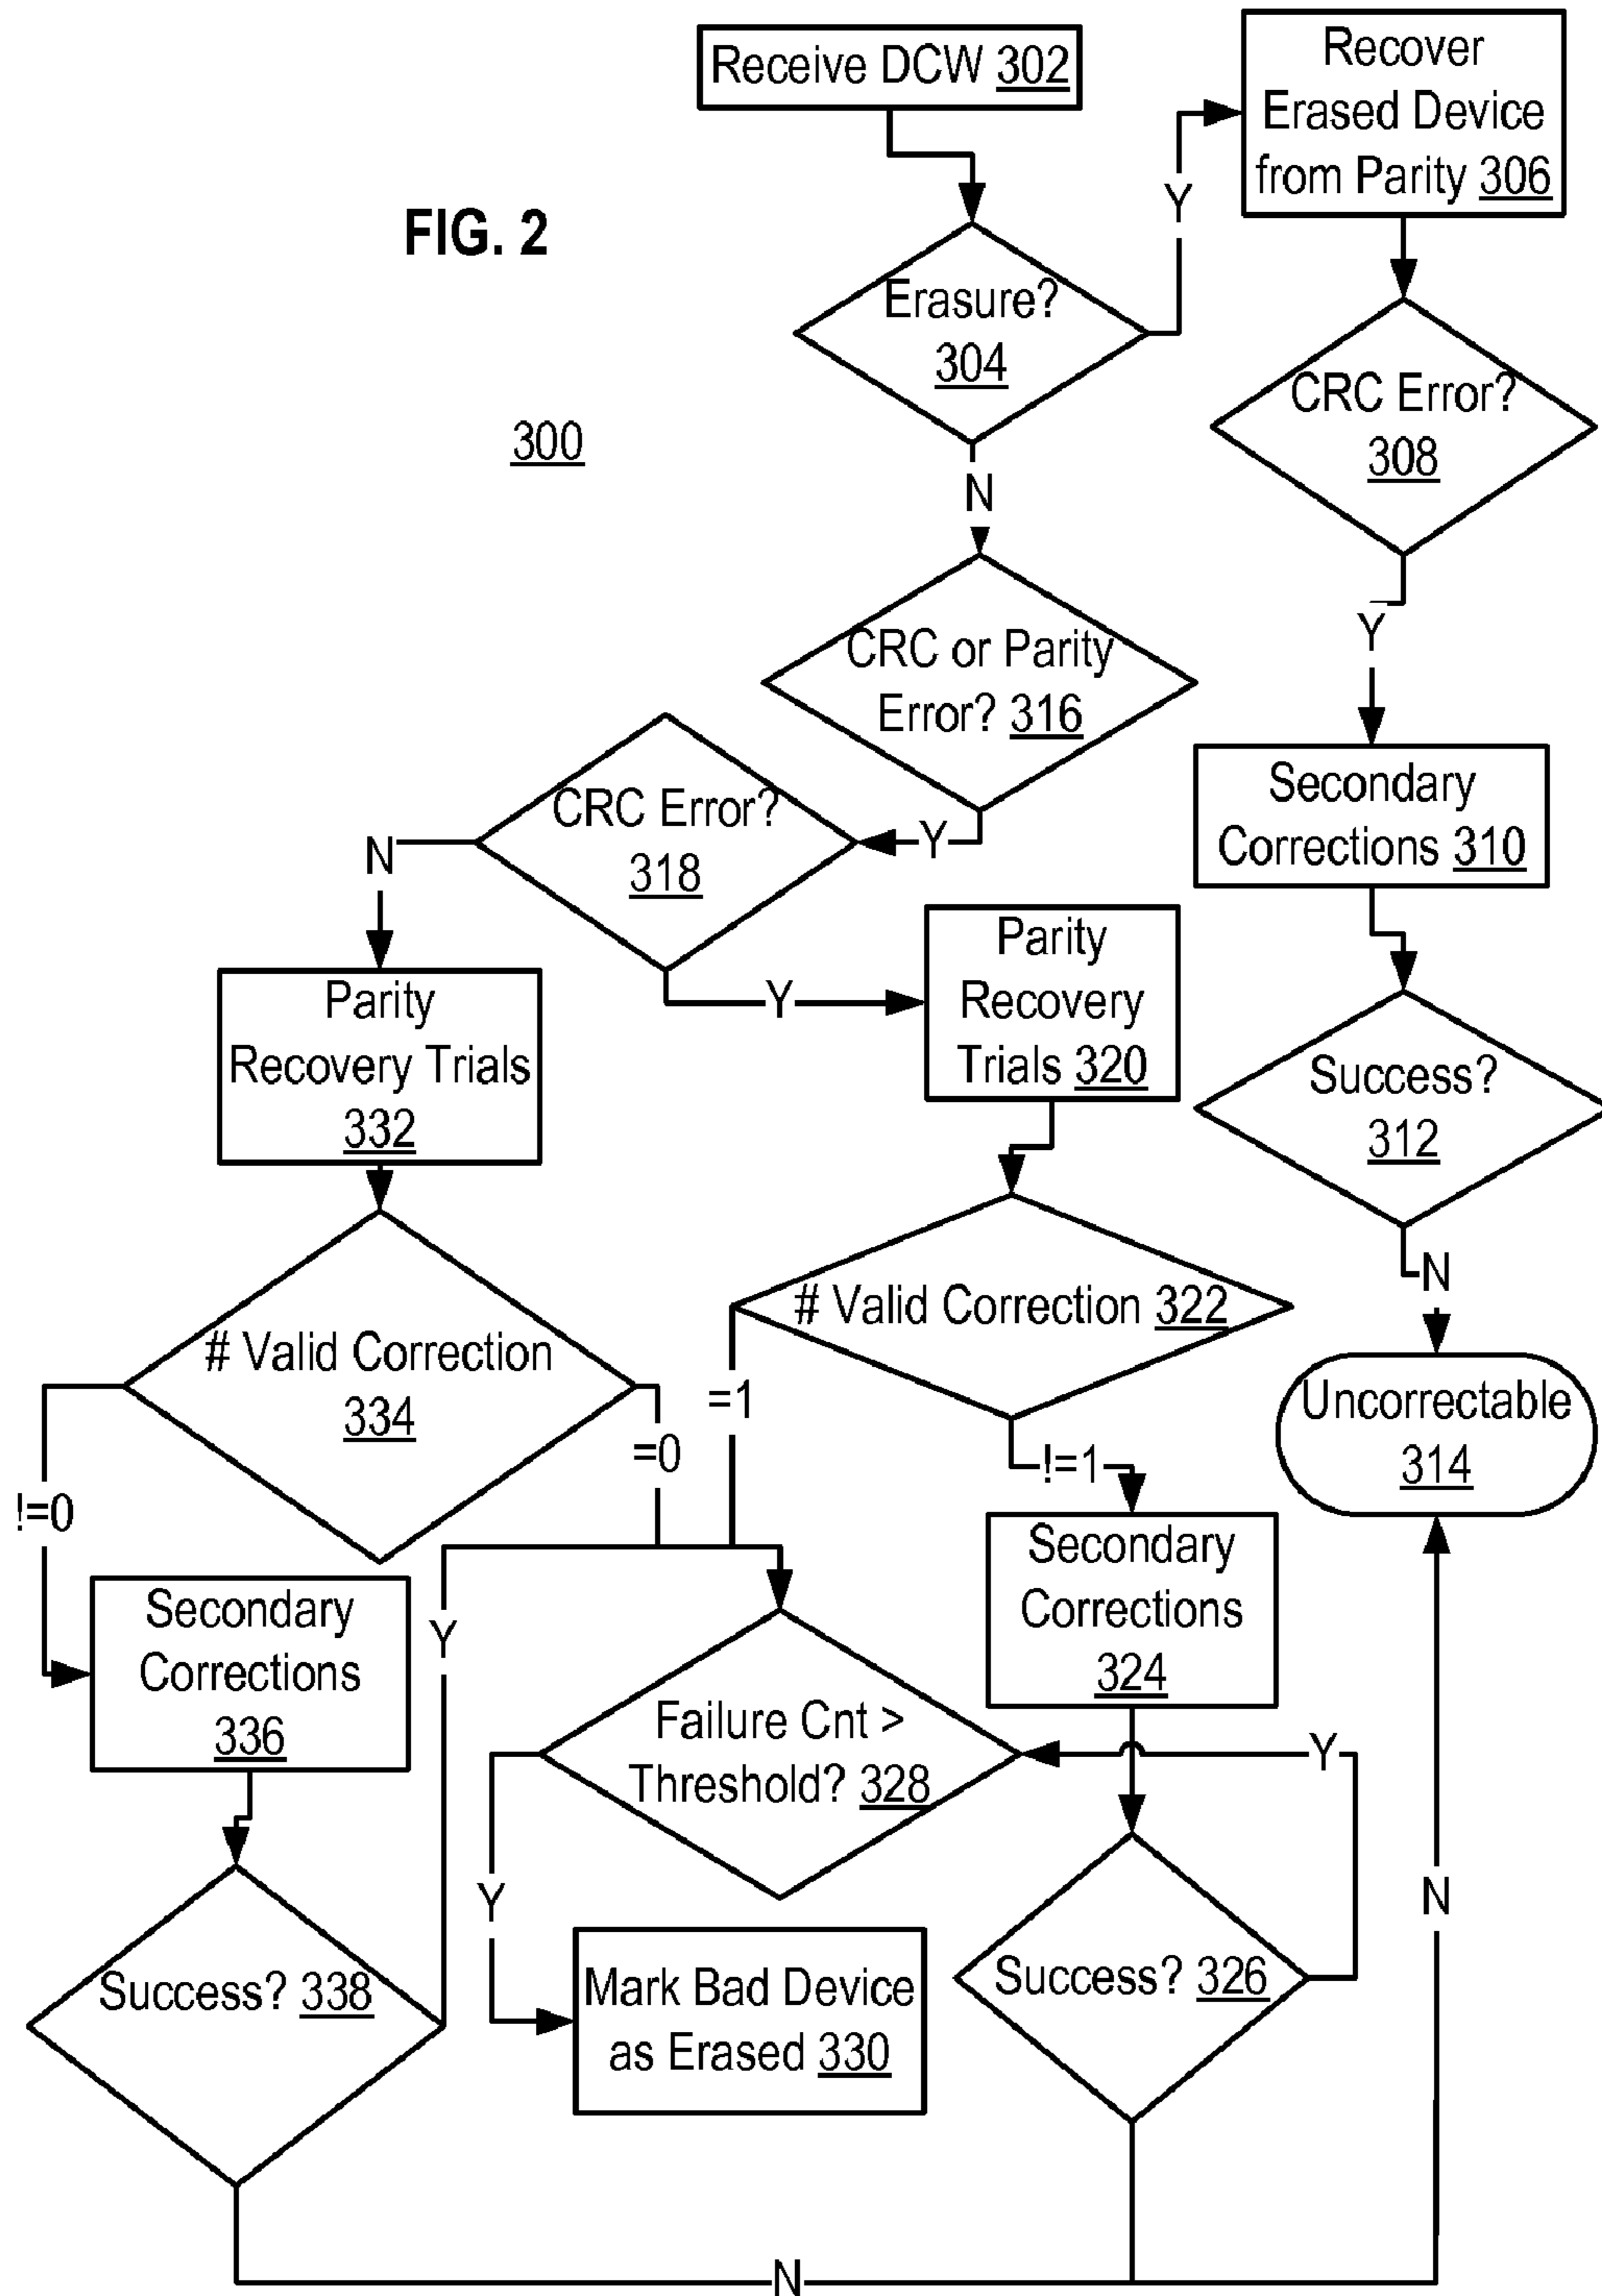 Receive DCW 302
Recover
Erased Device
from Parity 306
Y
FIG. 2
Erasure?
304
300
CRC Error?
308
N
Y
CRC or Parity
Error? 316
Secondary
Corrections 310
CRC Error?
318
Y
N
Parity
Recovery
Trials 320
Y
Parity
Recovery Trials
332
Success?
312
N
# Valid Correction 322
# Valid Correction
334
=1
=0
!=0
!=1
Uncorrectable
314
Secondary
Corrections
324
Secondary
Corrections
336
Y
Failure Cnt >
Threshold? 328
Y
Y
N
Success? 338
Mark Bad Device
as Erased 330
Success? 326
N